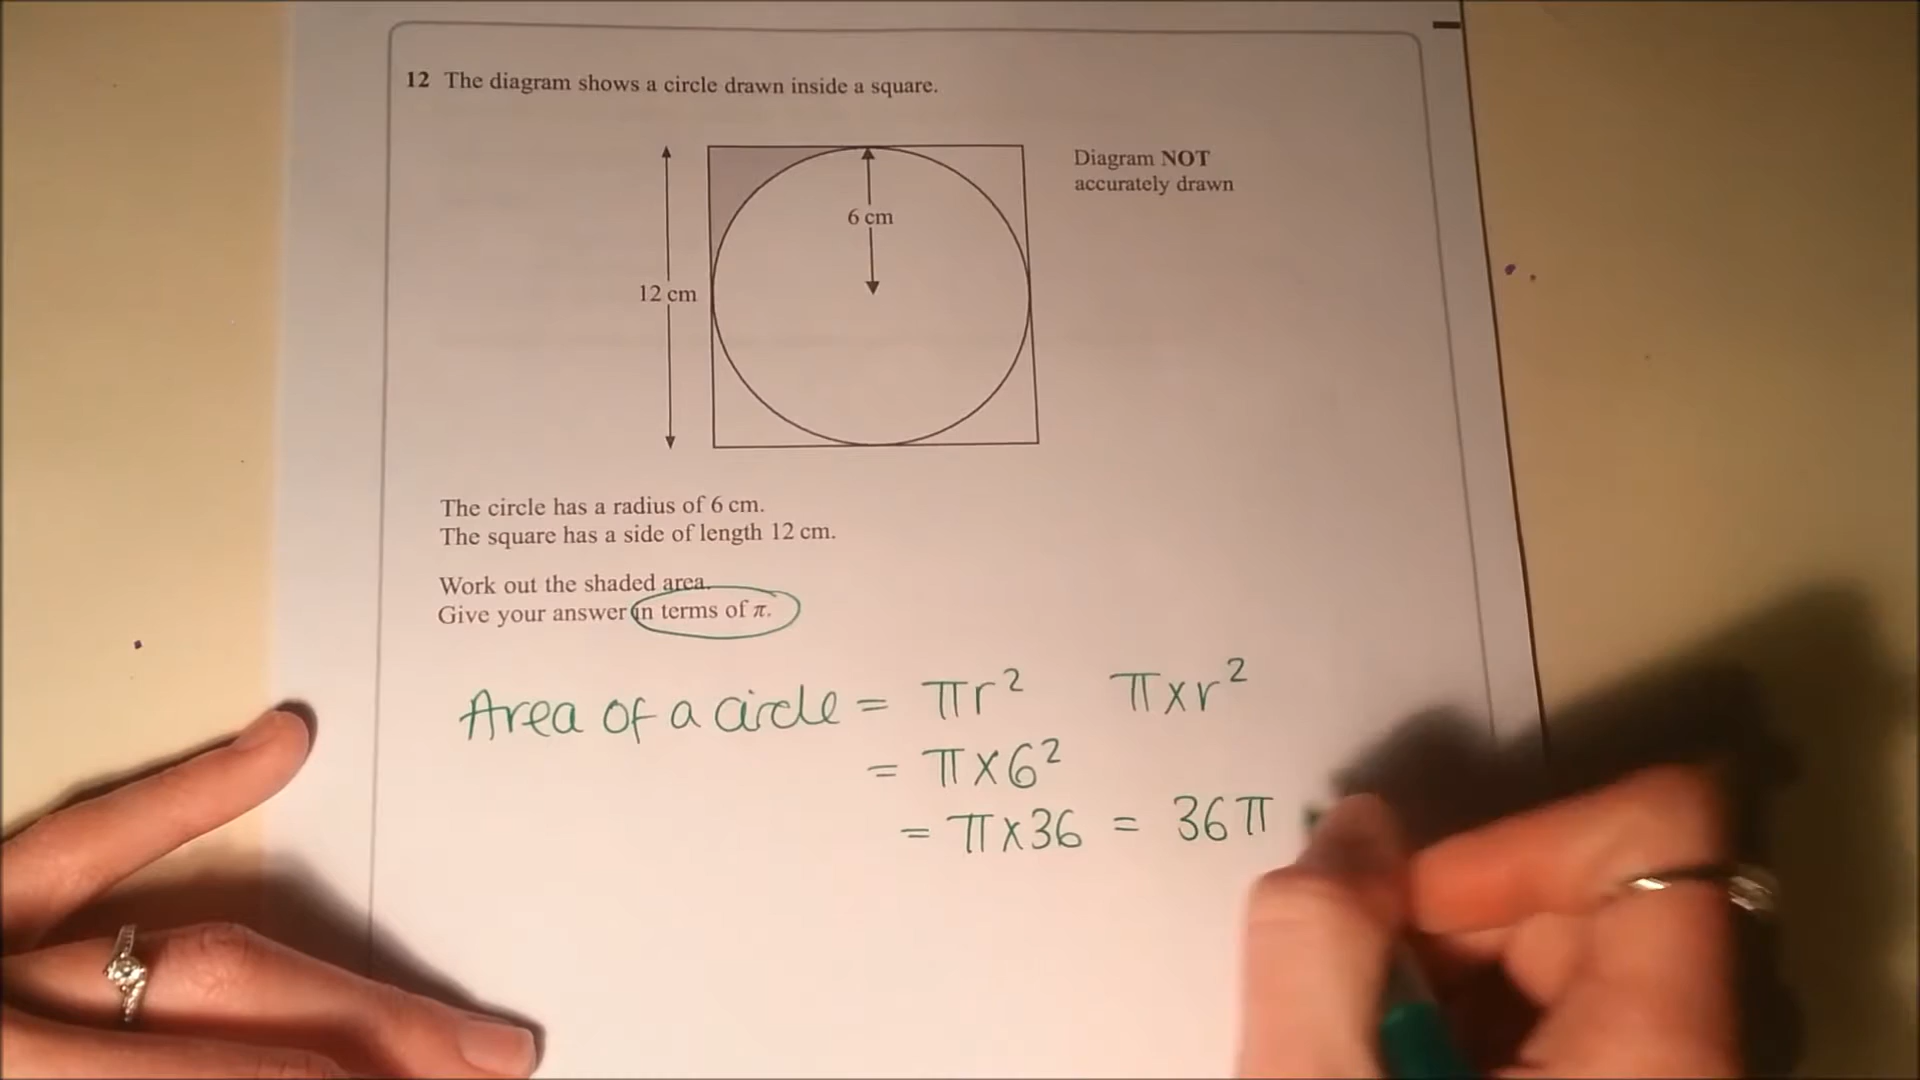 12 The diagram shows a circle drawn inside a square.
Diagram NOT
accurately drawn
6 cm
12 cm
The circle has a radius of 6 cm.
The square has a side of length 12 cm.
Work out the shaded area.
Give your answer in terms of π.
Area of a circle = πr² π×r²
= π×6²
= π×36 = 36π